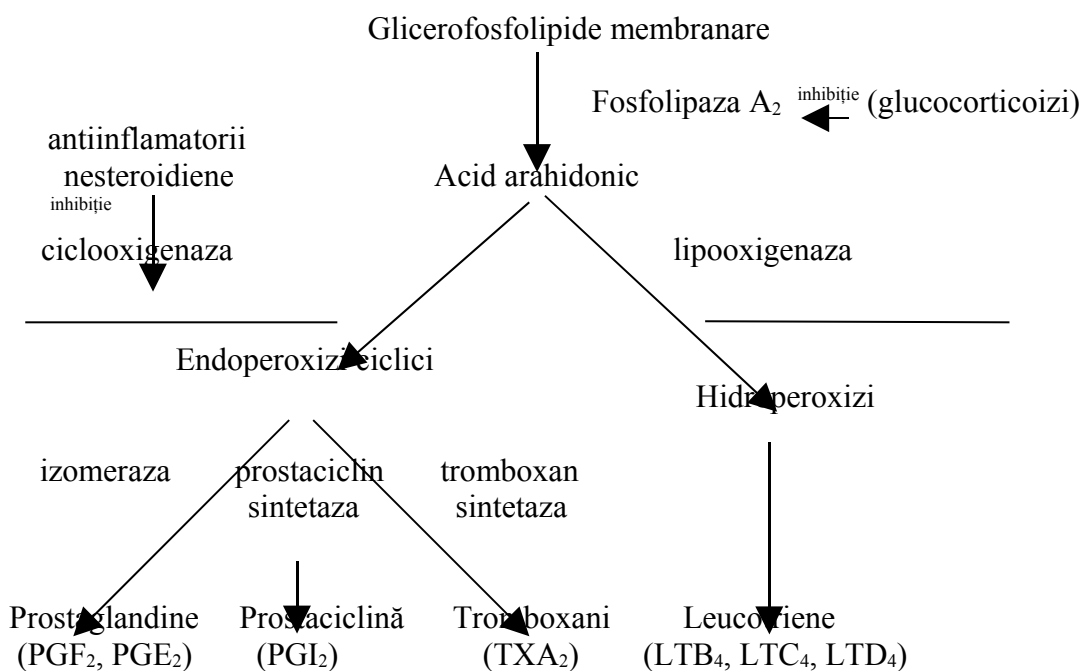 Glicerofosfolipide membranare
Fosfolipaza A₂ inhibiție (glucocorticoizi)
antiinflamatorii
nesteroidiene
Acid arahidonic
inhibiție
ciclooxigenaza
lipooxigenaza
Endoperoxizi ciclici
Hidroperoxizi
izomeraza
prostaciclin
sintetaza
tromboxan
sintetaza
Prostaglandine
(PGF₂, PGE₂)
Prostaciclină
(PGI₂)
Tromboxani
(TXA₂)
Leucotriene
(LTB₄, LTC₄, LTD₄)